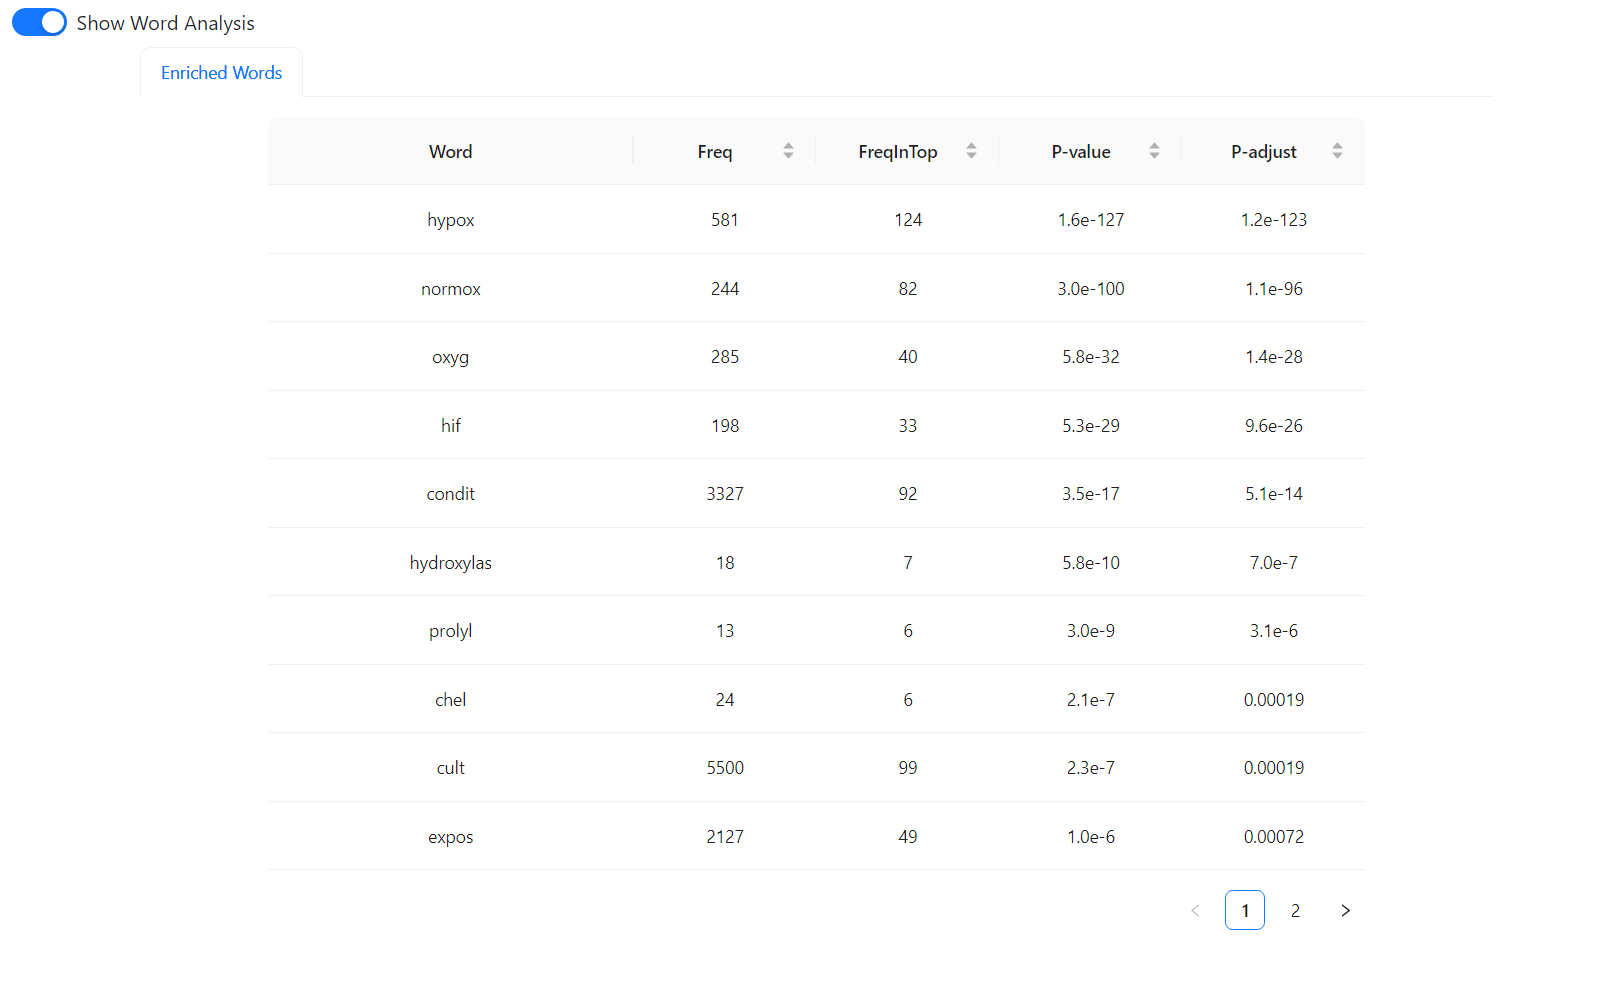 Show Word Analysis
Enriched Words
Word Freq FreqInTop P-value P-adjust
hypox 581 124 1.6e-127 1.2e-123
normox 244 82 3.0e-100 1.1e-96
oxyg 285 40 5.8e-32 1.4e-28
hif 198 33 5.3e-29 9.6e-26
condit 3327 92 3.5e-17 5.1e-14
hydroxylas 18 7 5.8e-10 7.0e-7
prolyl 13 6 3.0e-9 3.1e-6
chel 24 6 2.1e-7 0.00019
cult 5500 99 2.3e-7 0.00019
expos 2127 49 1.0e-6 0.00072
1 2